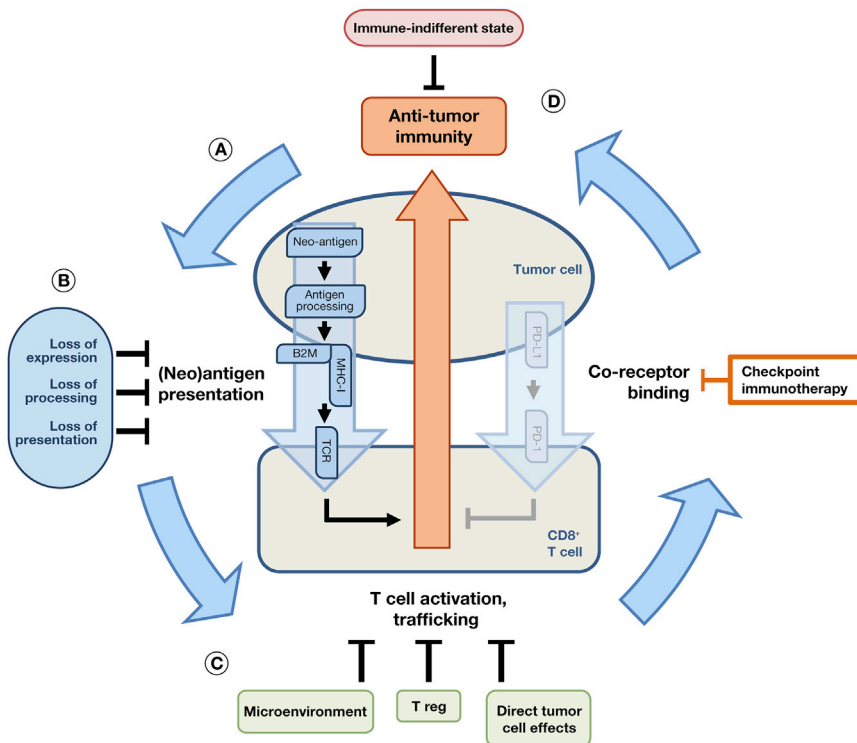 Immune-indifferent state
Anti-tumor
immunity
D
A
Neo-antigen
Tumor cell
B
Antigen
processing
Loss of
expression
B2M
MHC-I
PD-L1
(Neo)antigen
presentation
Loss of
processing
Co-receptor
binding
Checkpoint
immunotherapy
Loss of
presentation
TCR
PD-1
CD8+
T cell
T cell activation,
trafficking
C
Microenvironment
T reg
Direct tumor
cell effects